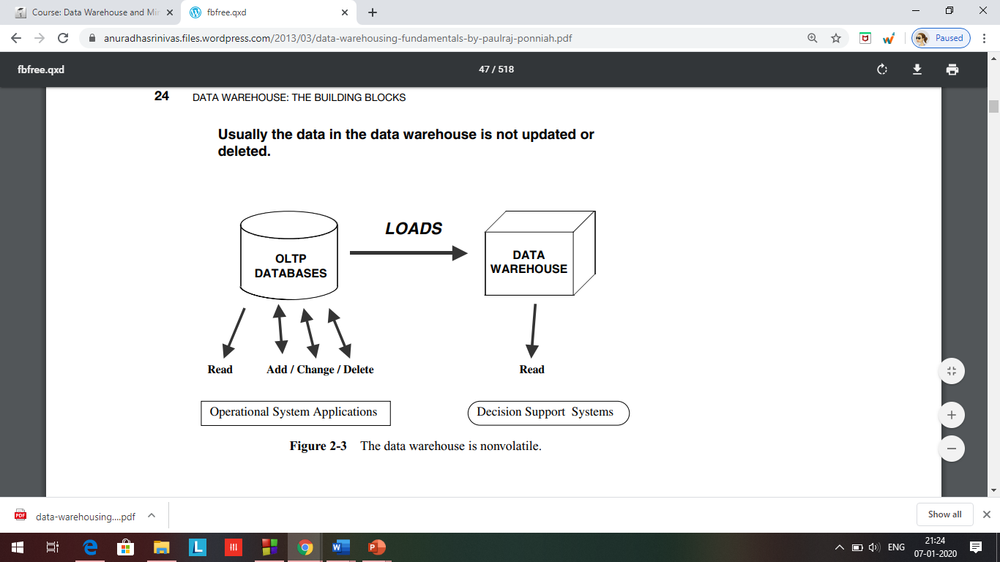 Course: Data Warehouse and Mi
fbfree.qxd
anuradhasrinivas.files.wordpress.com/2013/03/data-warehousing-fundamentals-by-paulraj-ponniah.pdf
Paused
fbfree.qxd
47 / 518
24 DATA WAREHOUSE: THE BUILDING BLOCKS
Usually the data in the data warehouse is not updated or
deleted.
LOADS
OLTP
DATABASES
DATA
WAREHOUSE
Read
Add / Change / Delete
Read
Operational System Applications
Decision Support Systems
Figure 2-3 The data warehouse is nonvolatile.
data-warehousing....pdf
Show all
ENG
21:24
07-01-2020